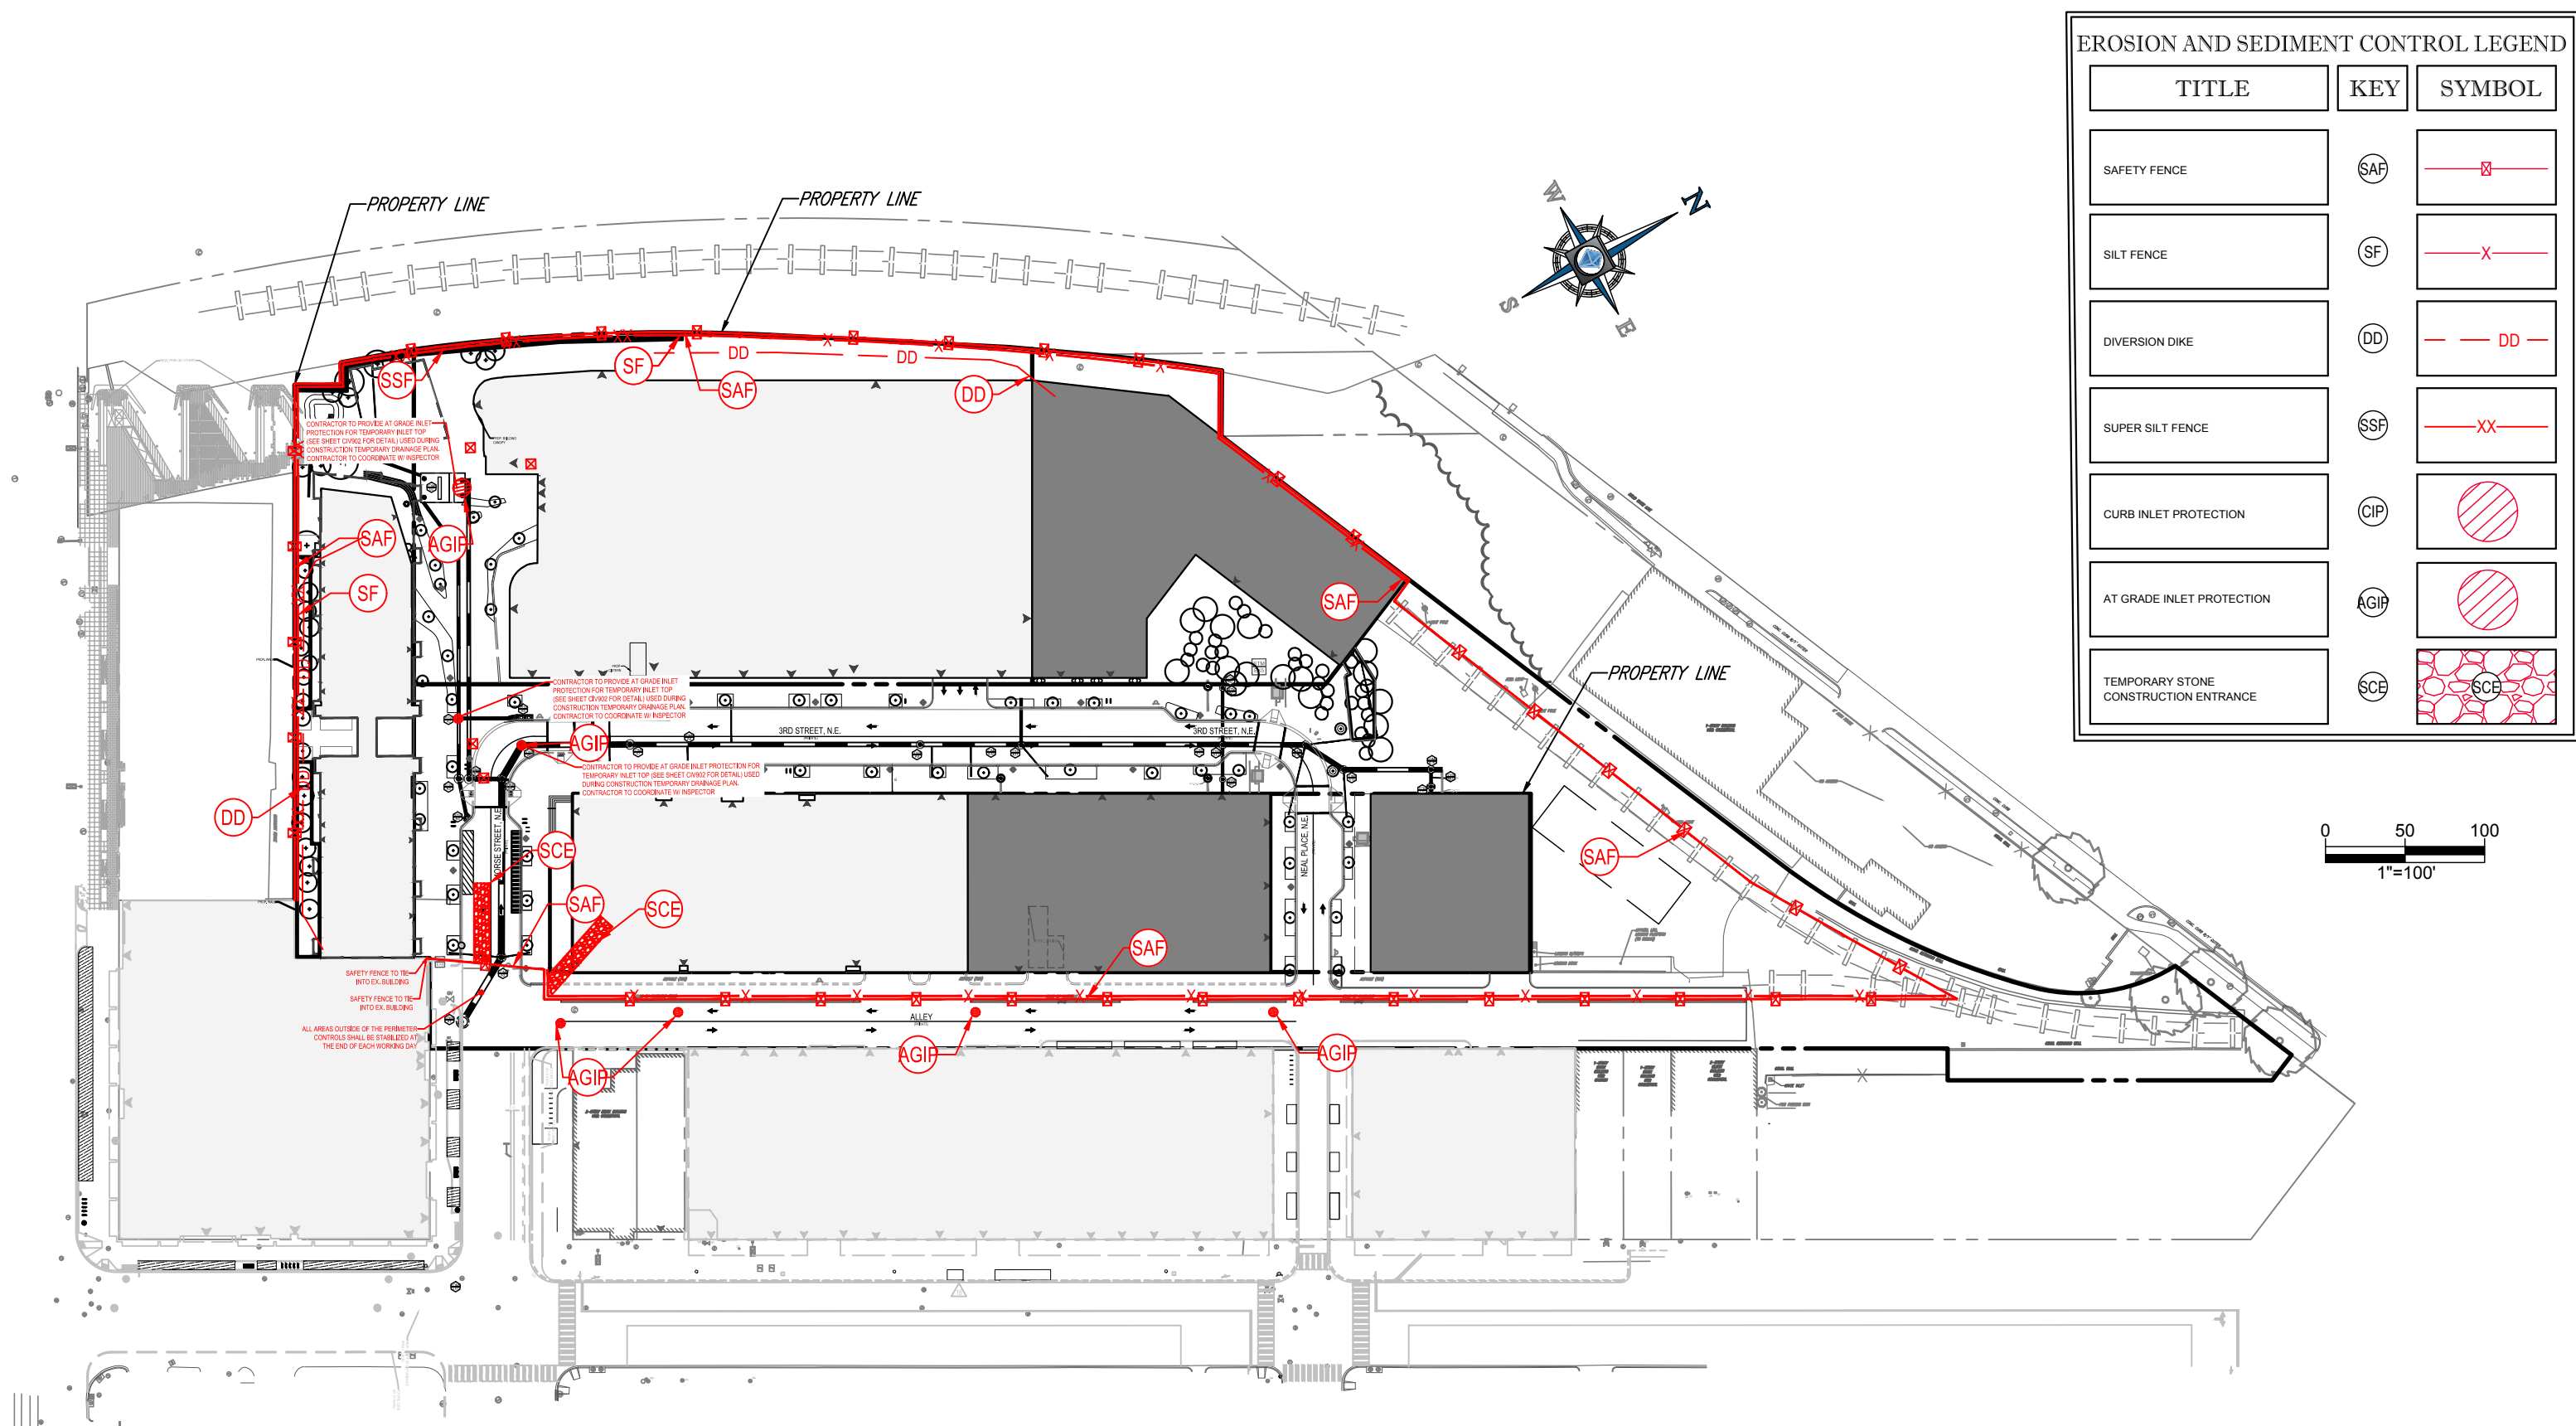 EROSION AND SEDIMENT CONTROL LEGEND
TITLE
KEY
SYMBOL
SAFETY FENCE
SAF
SILT FENCE
SF
X
DIVERSION DIKE
DD
DD
SUPER SILT FENCE
SSF
XX
CURB INLET PROTECTION
CIP
AT GRADE INLET PROTECTION
AGIP
TEMPORARY STONE
CONSTRUCTION ENTRANCE
SCE
SCE
PROPERTY LINE
PROPERTY LINE
W
N
S
E
SSF
SF
DD
DD
SAF
DD
CONTRACTOR TO PROVIDE AT GRADE INLET
PROTECTION FOR TEMPORARY INLET TOP
(SEE SHEET CIV902 FOR DETAIL) USED DURING
CONSTRUCTION TEMPORARY DRAINAGE PLAN.
CONTRACTOR TO COORDINATE W/ INSPECTOR
SAF
AGIP
SF
SAF
CONTRACTOR TO PROVIDE AT GRADE INLET
PROTECTION FOR TEMPORARY INLET TOP
(SEE SHEET CIV902 FOR DETAIL) USED DURING
CONSTRUCTION TEMPORARY DRAINAGE PLAN.
CONTRACTOR TO COORDINATE W/ INSPECTOR
PROPERTY LINE
3RD STREET, N.E.
3RD STREET, N.E.
AGIP
CONTRACTOR TO PROVIDE AT GRADE INLET PROTECTION FOR
TEMPORARY INLET TOP (SEE SHEET CIV902 FOR DETAIL) USED
DURING CONSTRUCTION TEMPORARY DRAINAGE PLAN.
CONTRACTOR TO COORDINATE W/ INSPECTOR
DD
MORSE STREET, N.E.
NEAL PLACE, N.E.
SCE
SAF
0 50 100
1"=100'
SAF
SCE
SAF
SAFETY FENCE TO TIE
INTO EX. BUILDING
SAFETY FENCE TO TIE
INTO EX. BUILDING
ALL AREAS OUTSIDE OF THE PERIMETER
CONTROLS SHALL BE STABILIZED AT
THE END OF EACH WORKING DAY
ALLEY
AGIP
AGIP
AGIP